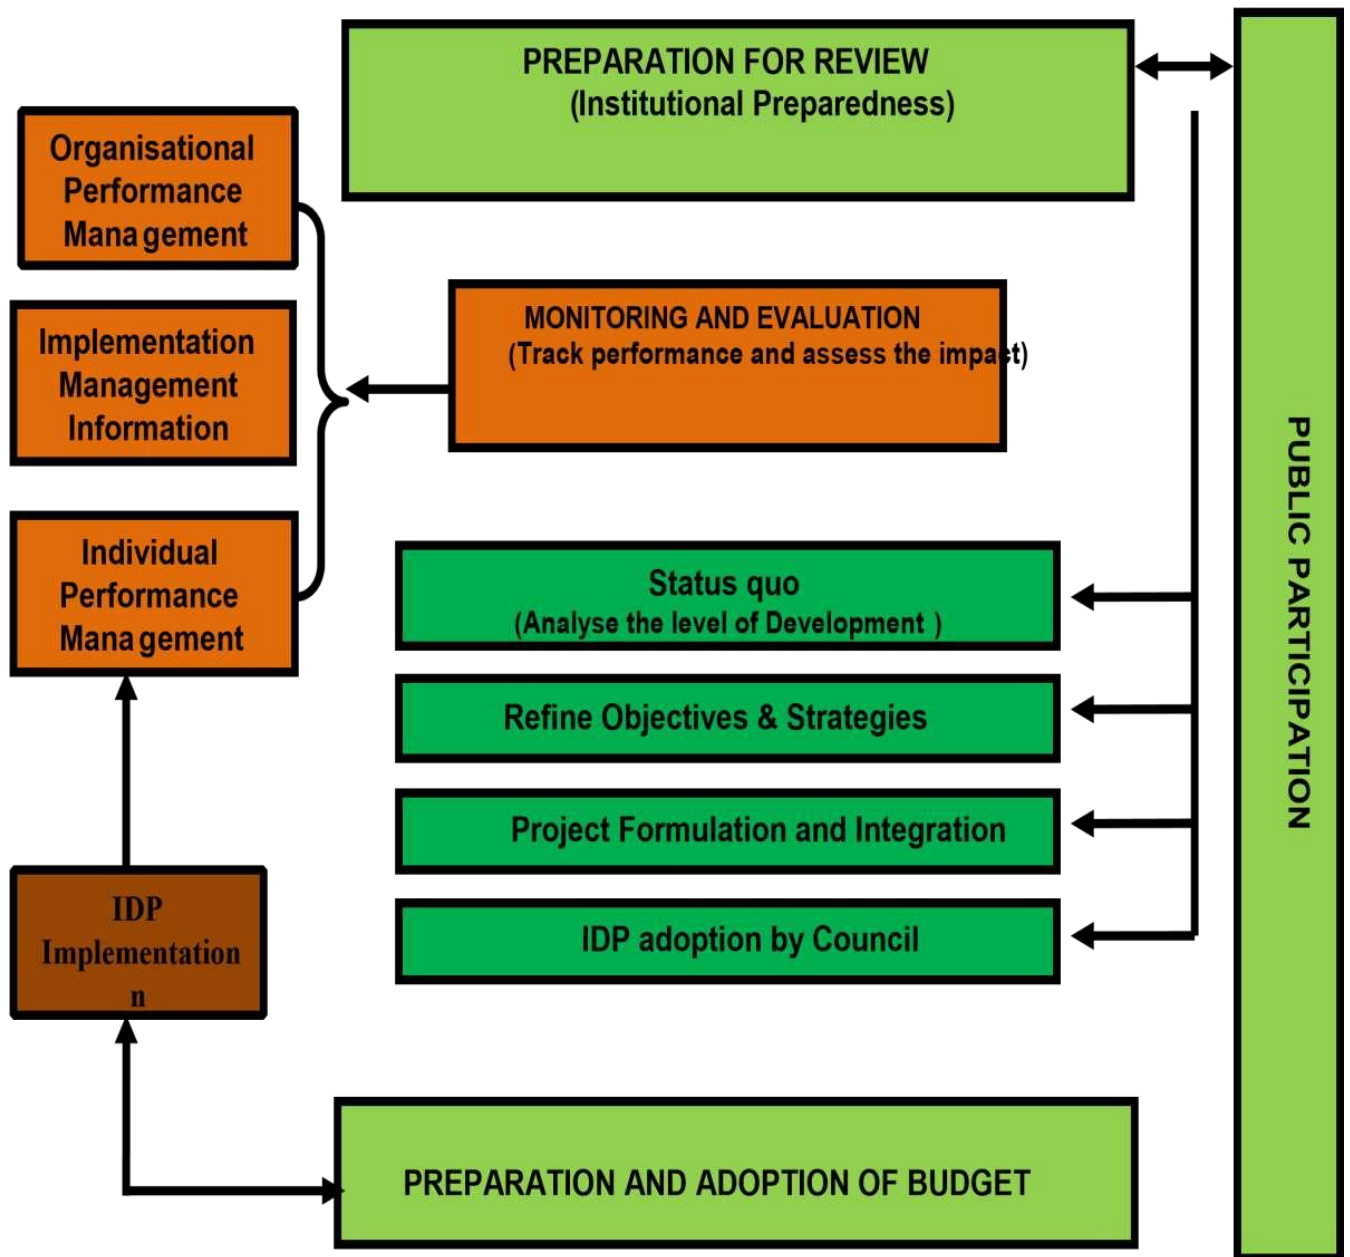 PREPARATION FOR REVIEW
(Institutional Preparedness)
Organisational
Performance
Management
Implementation
Management
Information
Individual
Performance
Management
MONITORING AND EVALUATION
(Track performance and assess the impact)
Status quo
(Analyse the level of Development )
Refine Objectives & Strategies
Project Formulation and Integration
IDP adoption by Council
IDP
Implementation
n
PREPARATION AND ADOPTION OF BUDGET
PUBLIC PARTICIPATION